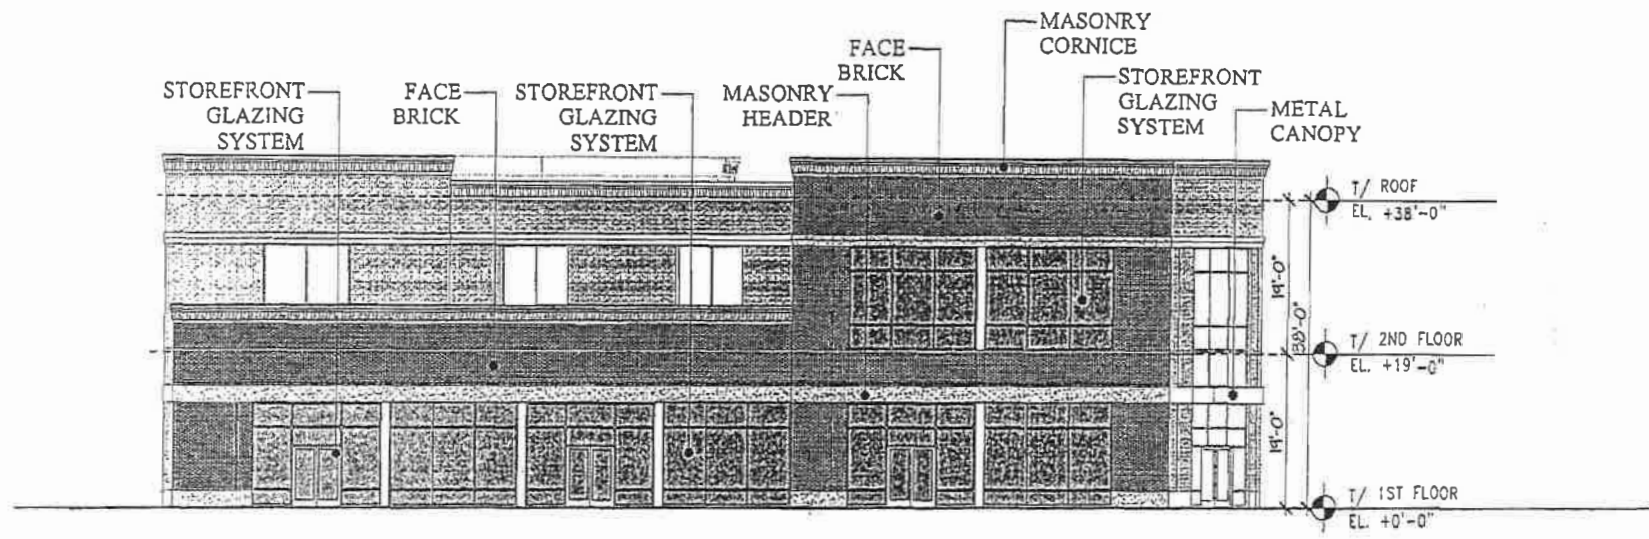 MASONRY
CORNICE
FACE
BRICK
STOREFRONT
GLAZING
SYSTEM
STOREFRONT
GLAZING
SYSTEM
FACE
BRICK
STOREFRONT
GLAZING
SYSTEM
MASONRY
HEADER
METAL
CANOPY
T/ ROOF
EL. +38'-0"
19'-0"
38'-0"
T/ 2ND FLOOR
EL. +19'-0"
19'-0"
T/ 1ST FLOOR
EL. +0'-0"